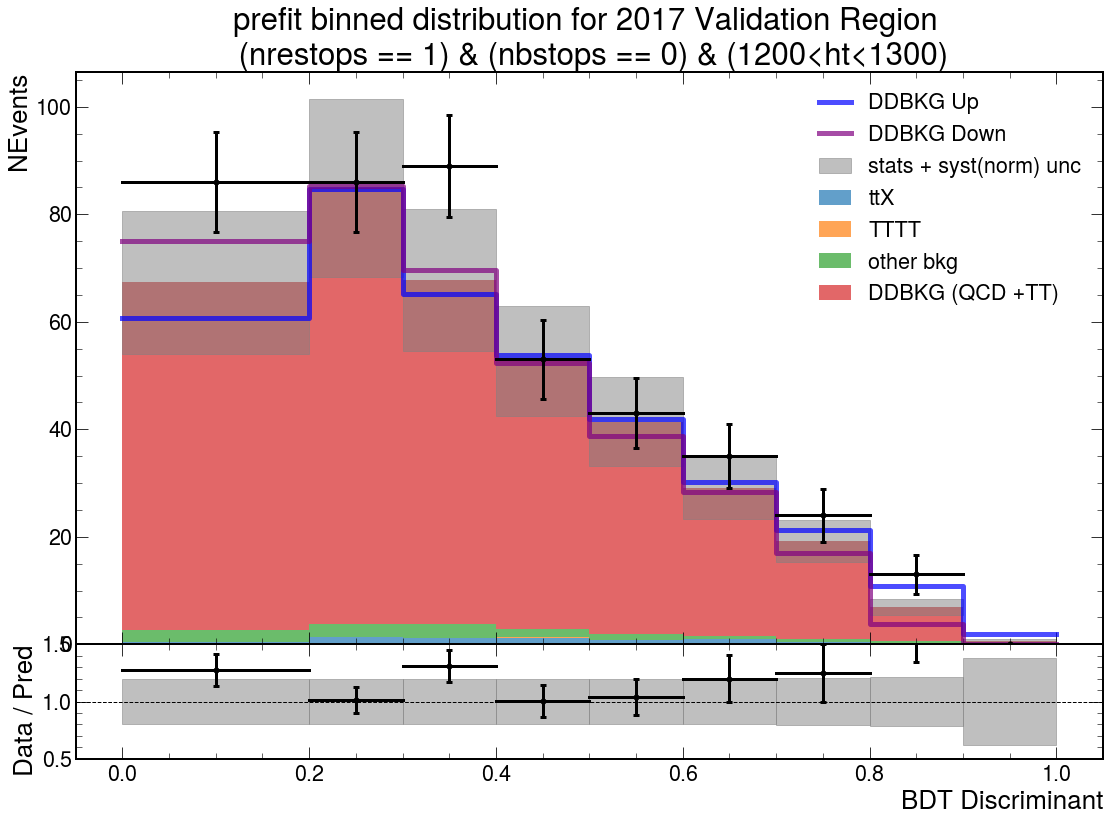 prefit binned distribution for 2017 Validation Region
(nrestops == 1) & (nbstops == 0) & (1200<ht<1300)
NEvents
100
80
60
40
20
0
DDBKG Up
DDBKG Down
stats + syst(norm) unc
ttX
TTTT
other bkg
DDBKG (QCD +TT)
Data / Pred
1.5
1.0
0.5
0.0
0.2
0.4
0.6
0.8
1.0
BDT Discriminant